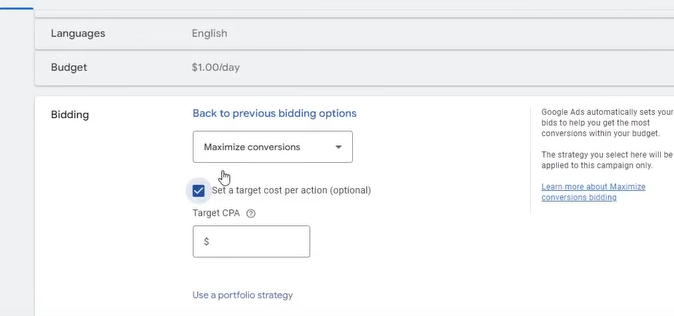 Languages English
Budget $1.00/day
Bidding
Back to previous bidding options
Maximize conversions
Set a target cost per action (optional)
Target CPA
$
Use a portfolio strategy
Google Ads automatically sets your
bids to help you get the most
conversions within your budget.
The strategy you select here will be
applied to this campaign only.
Learn more about Maximize
conversions bidding